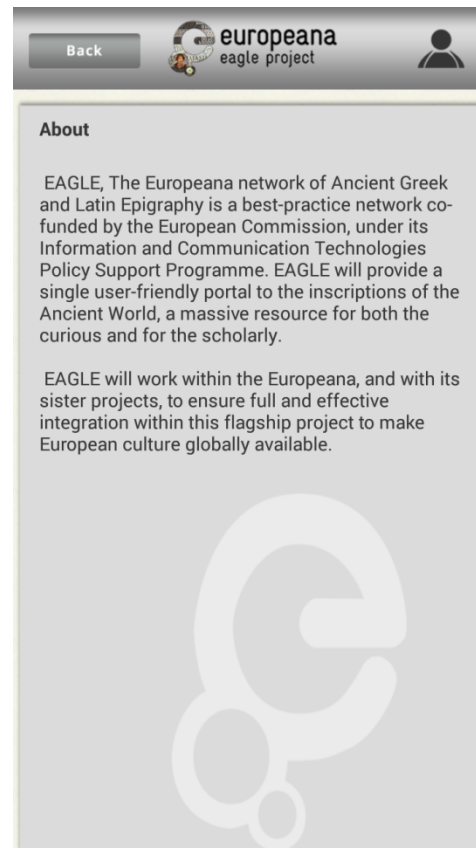 Back
europeana
eagle project
About
EAGLE, The Europeana network of Ancient Greek
and Latin Epigraphy is a best-practice network co-
funded by the European Commission, under its
Information and Communication Technologies
Policy Support Programme. EAGLE will provide a
single user-friendly portal to the inscriptions of the
Ancient World, a massive resource for both the
curious and for the scholarly.
EAGLE will work within the Europeana, and with its
sister projects, to ensure full and effective
integration within this flagship project to make
European culture globally available.